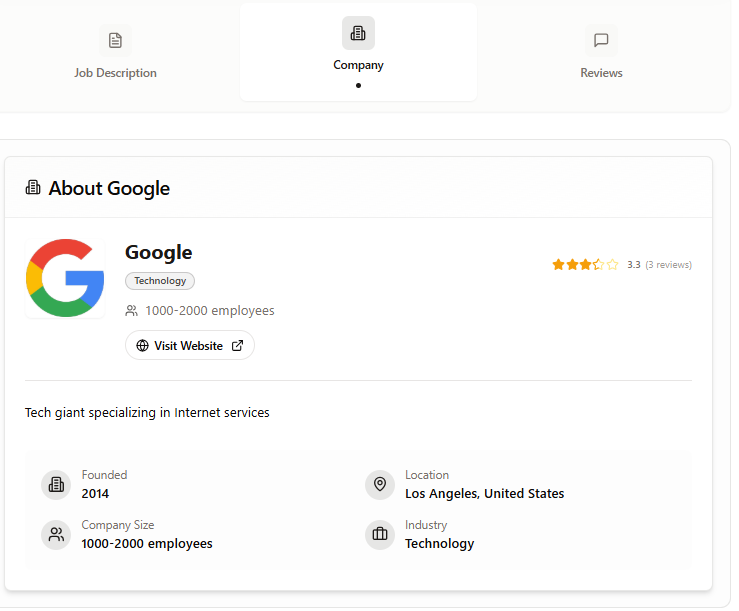 Job Description
Company
Reviews
About Google
Google
3.3 (3 reviews)
Technology
1000-2000 employees
Visit Website
Tech giant specializing in Internet services
Founded
2014
Location
Los Angeles, United States
Company Size
1000-2000 employees
Industry
Technology